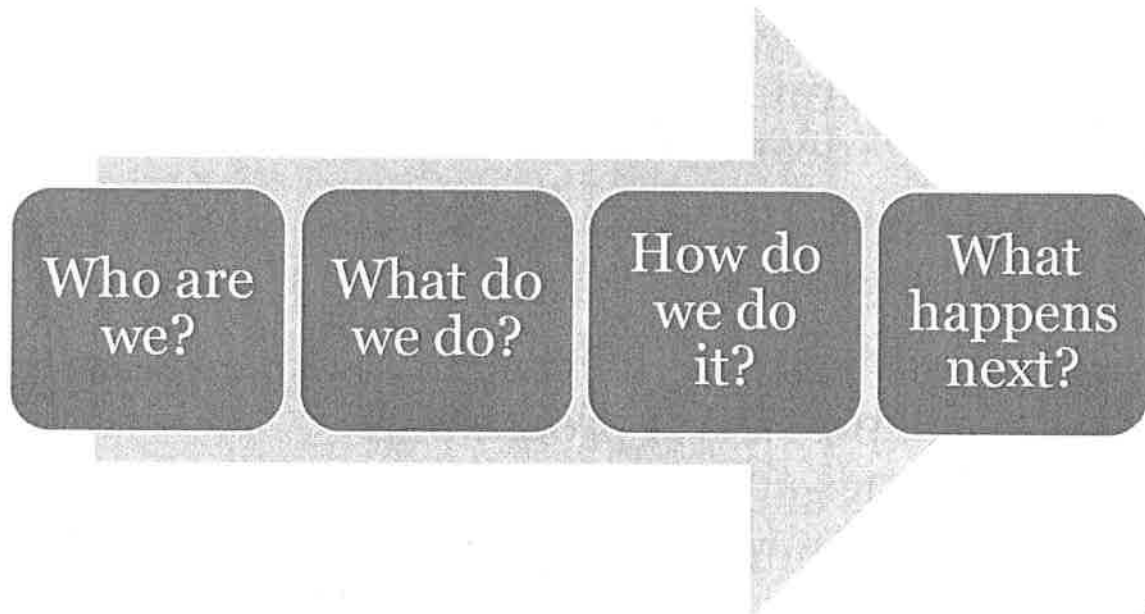 Who are
we?
What do
we do?
How do
we do
it?
What
happens
next?